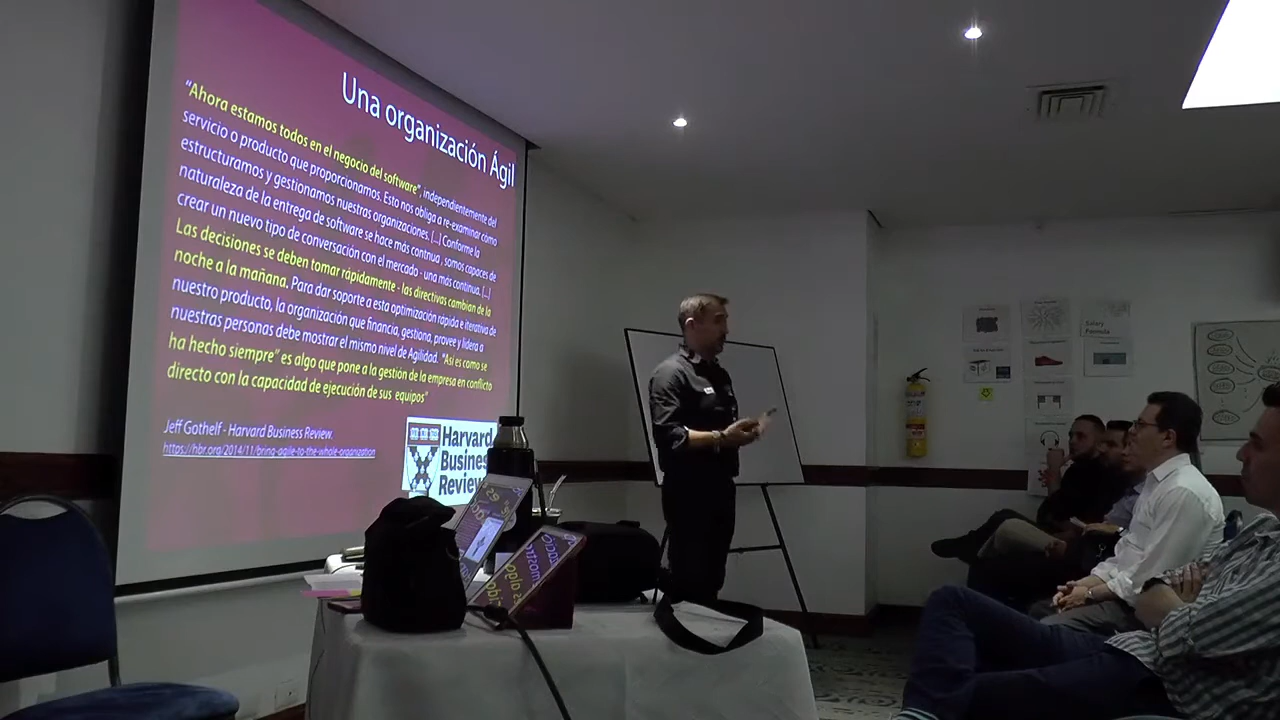 Una organización Ágil
“Ahora estamos todos en el negocio del software”, independientemente del
servicio o producto que proporcionamos. Esto nos obliga a re-examinar cómo
estructuramos y gestionamos nuestras organizaciones. [...] Conforme la
naturaleza de la entrega de software se hace más continua , somos capaces de
crear un nuevo tipo de conversación con el mercado - una más continua. [...]
Las decisiones se deben tomar rápidamente - las directivas cambian de la
noche a la mañana. Para dar soporte a esta optimización rápida e iterativa de
nuestro producto, la organización que financia, gestiona, provee y lidera a
nuestras personas debe mostrar el mismo nivel de Agilidad. “Así es como se
ha hecho siempre” es algo que pone a la gestión de la empresa en conflicto
directo con la capacidad de ejecución de sus equipos”
Jeff Gothelf - Harvard Business Review.
https://hbr.org/2014/11/bring-agile-to-the-whole-organization
Harvard
Business
Review
Salary
Formula